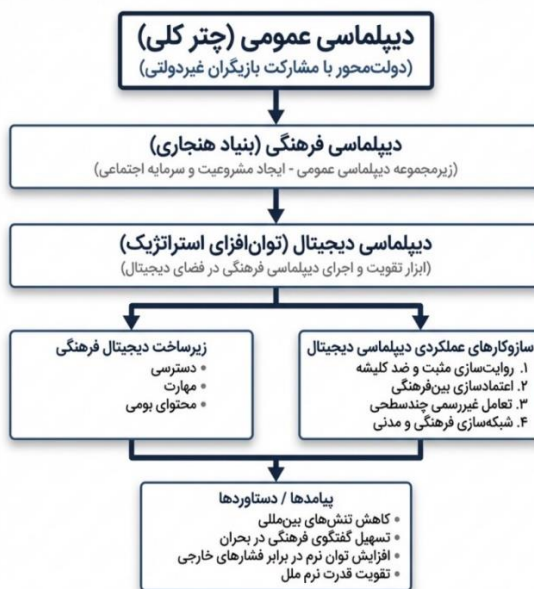 دیپلماسی عمومی (چتر کلی)
(دولت‌محور با مشارکت بازیگران غیردولتی)
دیپلماسی فرهنگی (بنیاد هنجاری)
(زیرمجموعه دیپلماسی عمومی - ایجاد مشروعیت و سرمایه اجتماعی)
دیپلماسی دیجیتال (توان‌افزای استراتژیک)
(ابزار تقویت و اجرای دیپلماسی فرهنگی در فضای دیجیتال)
سازوکارهای عملکردی دیپلماسی دیجیتال
۱. روایت‌سازی مثبت و ضد کلیشه
۲. اعتمادسازی بین‌فرهنگی
۳. تعامل غیررسمی چندسطحی
۴. شبکه‌سازی فرهنگی و مدنی
زیرساخت دیجیتال فرهنگی
• دسترسی
• مهارت
• محتوای بومی
پیامدها / دستاوردها
• کاهش تنش‌های بین‌مللی
• تسهیل گفتگوی فرهنگی در بحران
• افزایش توان نرم در برابر فشارهای خارجی
• تقویت قدرت نرم ملل